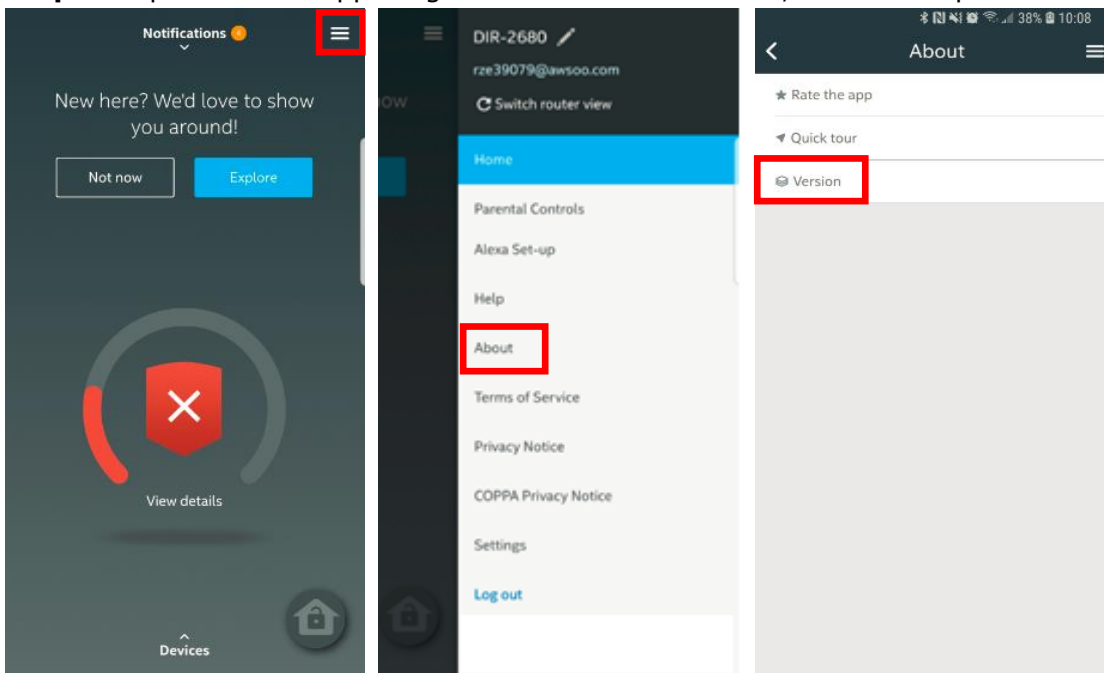 Notifications
New here? We'd love to show
you around!
Not now
Explore
View details
Devices
DIR-2680
rze39079@awsoo.com
Switch router view
Home
Parental Controls
Alexa Set-up
Help
About
Terms of Service
Privacy Notice
COPPA Privacy Notice
Settings
Log out
38% 10:08
About
Rate the app
Quick tour
Version